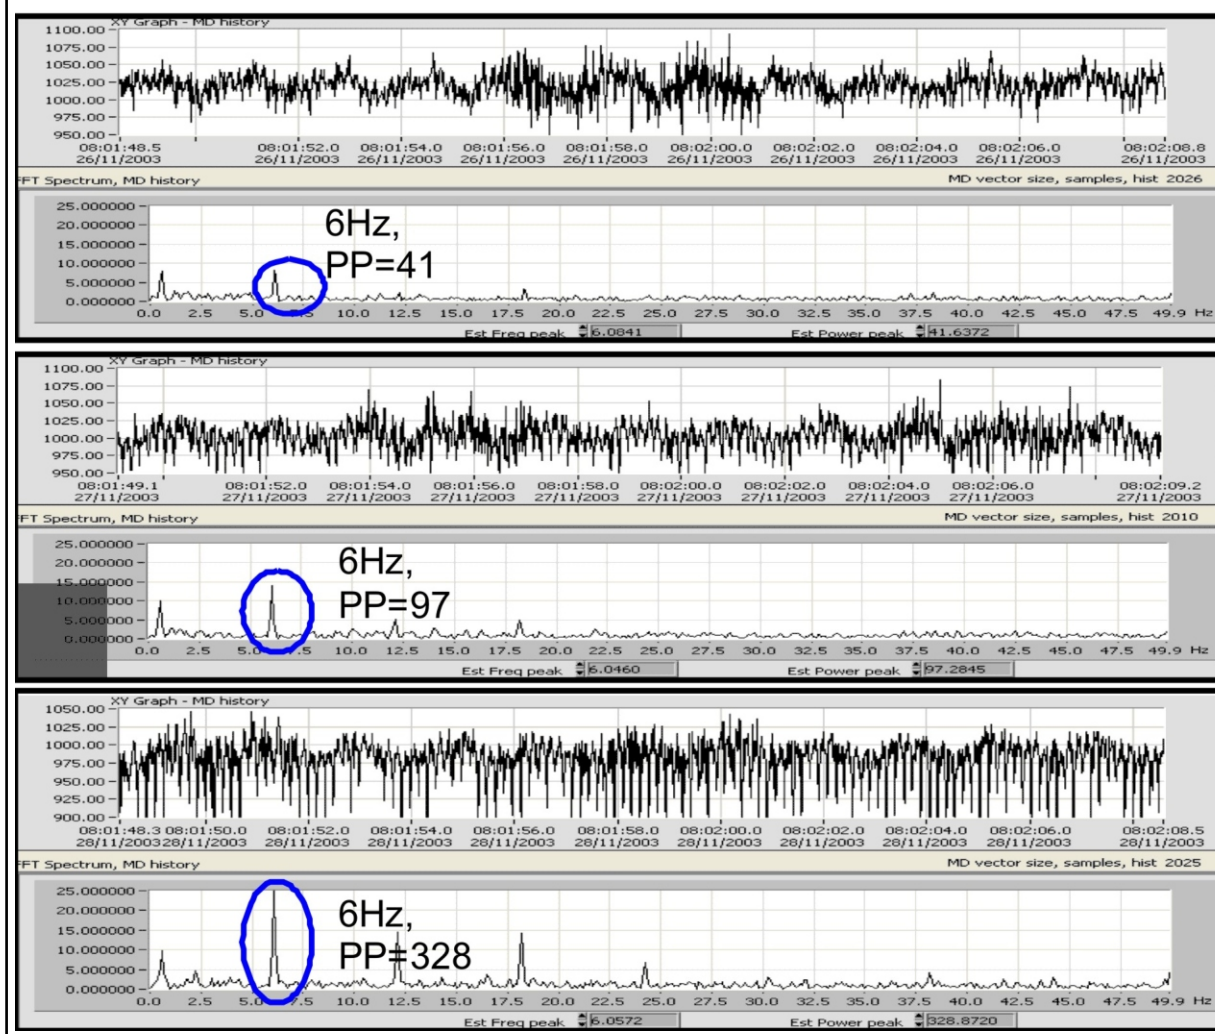 XY Graph - MD history
1100.00
1075.00
1050.00
1025.00
1000.00
975.00
950.00
08:01:48.5 08:01:52.0 08:01:54.0 08:01:56.0 08:01:58.0 08:02:00.0 08:02:02.0 08:02:04.0 08:02:06.0 08:02:08.8
26/11/2003 26/11/2003 26/11/2003 26/11/2003 26/11/2003 26/11/2003 26/11/2003 26/11/2003 26/11/2003 26/11/2003
FFT Spectrum, MD history MD vector size, samples, hist 2026
25.000000
20.000000
15.000000
10.000000
5.000000
0.000000
6Hz,
PP=41
0.0 2.5 5.0 7.5 10.0 12.5 15.0 17.5 20.0 22.5 25.0 27.5 30.0 32.5 35.0 37.5 40.0 42.5 45.0 47.5 49.9 Hz
Est Freq peak 6.0841 Est Power peak 41.6372
XY Graph - MD history
1100.00
1075.00
1050.00
1025.00
1000.00
975.00
950.00
08:01:49.1 08:01:52.0 08:01:54.0 08:01:56.0 08:01:58.0 08:02:00.0 08:02:02.0 08:02:04.0 08:02:06.0 08:02:09.2
27/11/2003 27/11/2003 27/11/2003 27/11/2003 27/11/2003 27/11/2003 27/11/2003 27/11/2003 27/11/2003 27/11/2003
FFT Spectrum, MD history MD vector size, samples, hist 2010
25.000000
20.000000
15.000000
10.000000
5.000000
0.000000
6Hz,
PP=97
0.0 2.5 5.0 7.5 10.0 12.5 15.0 17.5 20.0 22.5 25.0 27.5 30.0 32.5 35.0 37.5 40.0 42.5 45.0 47.5 49.9 Hz
Est Freq peak 6.0460 Est Power peak 97.2845
XY Graph - MD history
1050.00
1025.00
1000.00
975.00
950.00
925.00
900.00
08:01:48.3 08:01:50.0 08:01:52.0 08:01:54.0 08:01:56.0 08:01:58.0 08:02:00.0 08:02:02.0 08:02:04.0 08:02:06.0 08:02:08.5
28/11/2003 28/11/2003 28/11/2003 28/11/2003 28/11/2003 28/11/2003 28/11/2003 28/11/2003 28/11/2003 28/11/2003 28/11/2003
FFT Spectrum, MD history MD vector size, samples, hist 2025
25.000000
20.000000
15.000000
10.000000
5.000000
0.000000
6Hz,
PP=328
0.0 2.5 5.0 7.5 10.0 12.5 15.0 17.5 20.0 22.5 25.0 27.5 30.0 32.5 35.0 37.5 40.0 42.5 45.0 47.5 49.9 Hz
Est Freq peak 6.0572 Est Power peak 328.8720